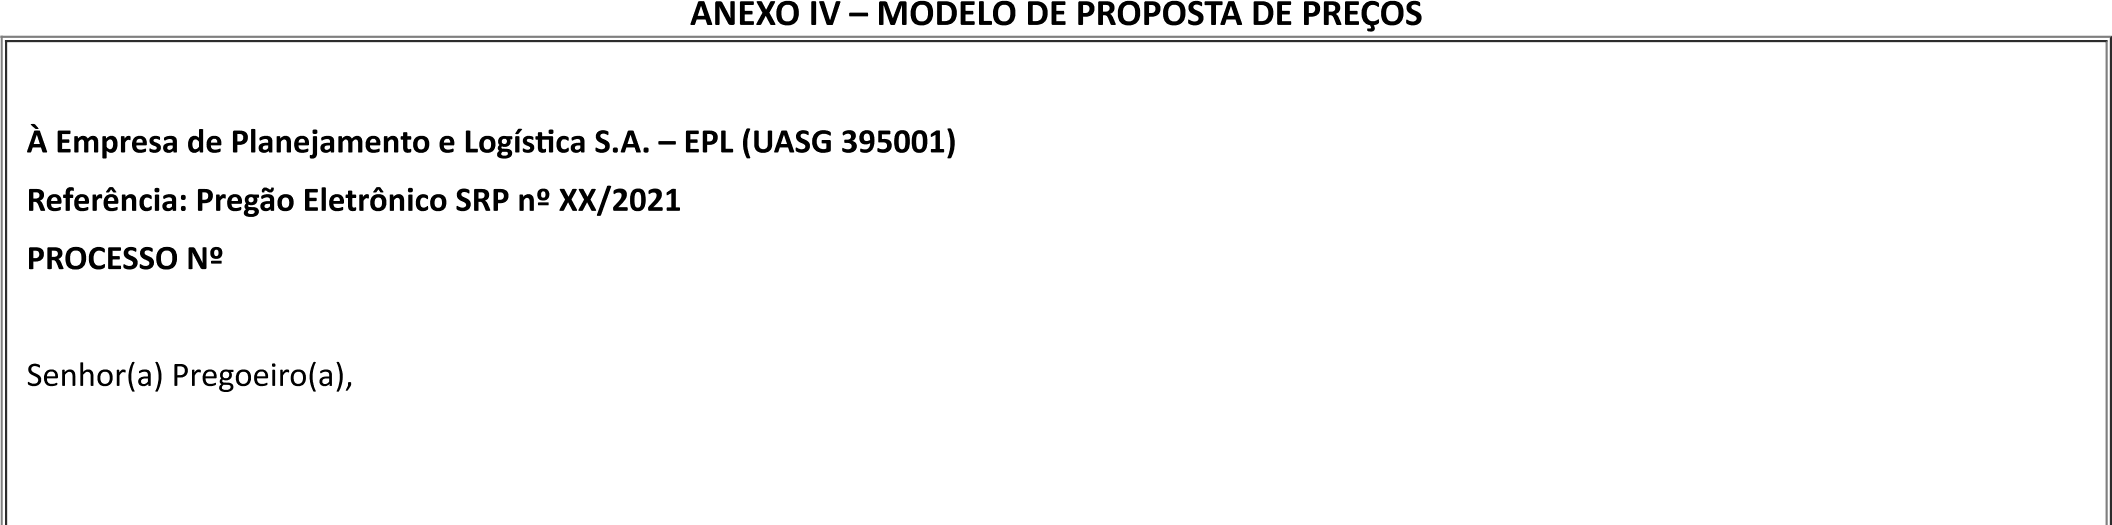 ANEXO IV – MODELO DE PROPOSTA DE PREÇOS
À Empresa de Planejamento e Logística S.A. – EPL (UASG 395001)
Referência: Pregão Eletrônico SRP nº XX/2021
PROCESSO Nº
Senhor(a) Pregoeiro(a),